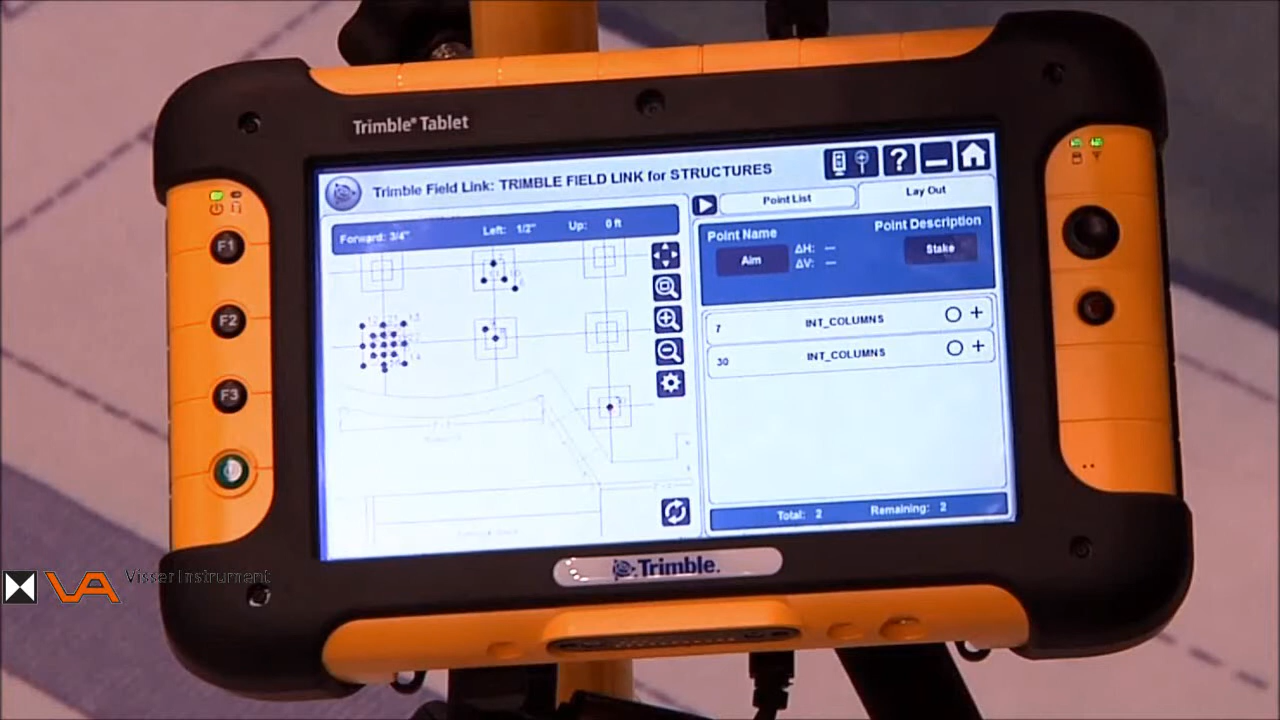 Trimble® Tablet
Trimble Field Link: TRIMBLE FIELD LINK for STRUCTURES
?
Forward: 3/4" Left: 1/2" Up: 0 ft
Point List
Lay Out
Point Name
Point Description
Aim
ΔH: ---
ΔV: ---
Stake
7 INT_COLUMNS
30 INT_COLUMNS
Total: 2 Remaining: 2
F1
F2
F3
Trimble.
VA Visser Instrument